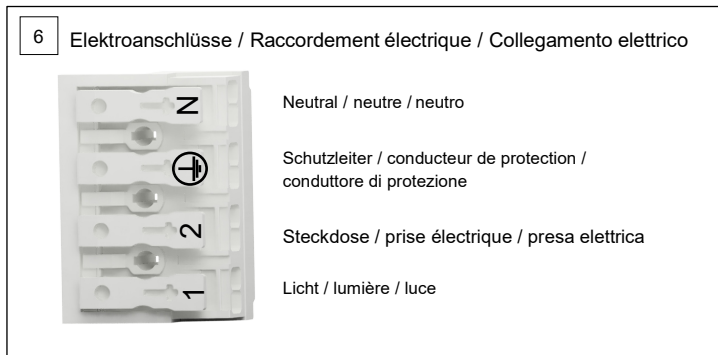 6
Elektroanschlüsse / Raccordement électrique / Collegamento elettrico
N
Neutral / neutre / neutro
Schutzleiter / conducteur de protection /
conduttore di protezione
2
Steckdose / prise électrique / presa elettrica
1
Licht / lumière / luce